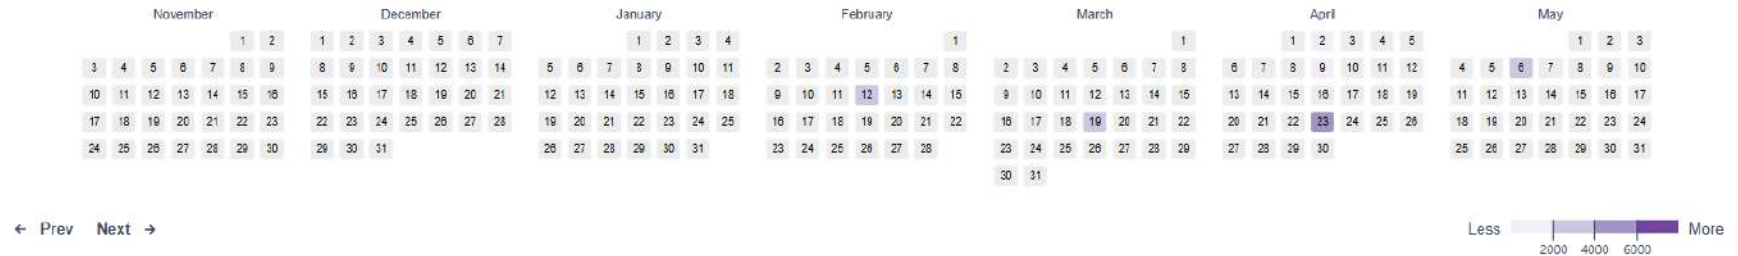 November December January February March April May
1 2 1 2 3 4 5 6 7 1 2 3 4 1 1 1 2 3 4 5 1 2 3
3 4 5 6 7 8 9 8 9 10 11 12 13 14 5 6 7 8 9 10 11 2 3 4 5 6 7 8 2 3 4 5 6 7 8 6 7 8 9 10 11 12 4 5 6 7 8 9 10
10 11 12 13 14 15 16 15 16 17 18 19 20 21 12 13 14 15 16 17 18 9 10 11 12 13 14 15 9 10 11 12 13 14 15 13 14 15 16 17 18 19 11 12 13 14 15 16 17
17 18 19 20 21 22 23 22 23 24 25 26 27 28 19 20 21 22 23 24 25 16 17 18 19 20 21 22 16 17 18 19 20 21 22 20 21 22 23 24 25 26 18 19 20 21 22 23 24
24 25 26 27 28 29 30 29 30 31 26 27 28 29 30 31 23 24 25 26 27 28 23 24 25 26 27 28 29 27 28 29 30 25 26 27 28 29 30 31
30 31
← Prev Next → Less More
2000 4000 6000